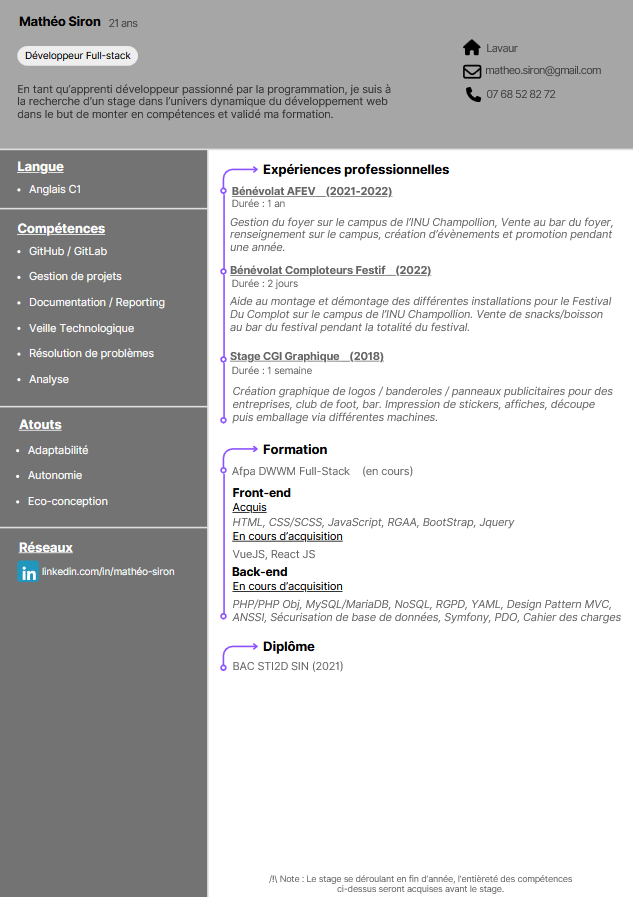 Mathéo Siron 21 ans
Développeur Full-stack
En tant qu'apprenti développeur passionné par la programmation, je suis à
la recherche d'un stage dans l'univers dynamique du développement web
dans le but de monter en compétences et validé ma formation.
Lavaur
matheo.siron@gmail.com
07 68 52 82 72
Langue
• Anglais C1
Compétences
• GitHub / GitLab
• Gestion de projets
• Documentation / Reporting
• Veille Technologique
• Résolution de problèmes
• Analyse
Atouts
• Adaptabilité
• Autonomie
• Eco-conception
Réseaux
in linkedin.com/in/mathéo-siron
Expériences professionnelles
Bénévolat AFEV (2021-2022)
Durée : 1 an
Gestion du foyer sur le campus de l'INU Champollion, Vente au bar du foyer,
renseignement sur le campus, création d'évènements et promotion pendant
une année.
Bénévolat Comploteurs Festif (2022)
Durée : 2 jours
Aide au montage et démontage des différentes installations pour le Festival
Du Complot sur le campus de l'INU Champollion. Vente de snacks/boisson
au bar du festival pendant la totalité du festival.
Stage CGI Graphique (2018)
Durée : 1 semaine
Création graphique de logos / banderoles / panneaux publicitaires pour des
entreprises, club de foot, bar. Impression de stickers, affiches, découpe
puis emballage via différentes machines.
Formation
Afpa DWWM Full-Stack (en cours)
Front-end
Acquis
HTML, CSS/SCSS, JavaScript, RGAA, BootStrap, Jquery
En cours d'acquisition
VueJS, React JS
Back-end
En cours d'acquisition
PHP/PHP Obj, MySQL/MariaDB, NoSQL, RGPD, YAML, Design Pattern MVC,
ANSSI, Sécurisation de base de données, Symfony, PDO, Cahier des charges
Diplôme
BAC STI2D SIN (2021)
/!\ Note : Le stage se déroulant en fin d'année, l'entièreté des compétences
ci-dessus seront acquises avant le stage.